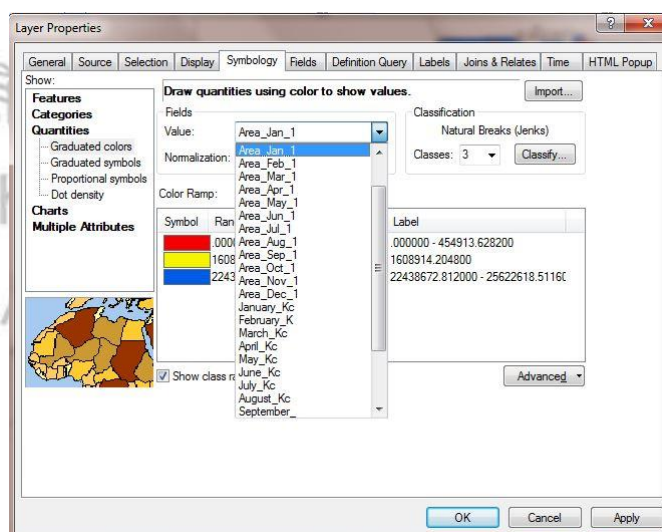 Layer Properties
General Source Selection Display Symbology Fields Definition Query Labels Joins & Relates Time HTML Popup
Show:
Features
Categories
Quantities
Graduated colors
Graduated symbols
Proportional symbols
Dot density
Charts
Multiple Attributes
Draw quantities using color to show values.
Import...
Fields
Value: Area_Jan_1
Normalization:
Area_Jan_1
Area_Feb_1
Area_Mar_1
Area_Apr_1
Area_May_1
Area_Jun_1
Area_Jul_1
Area_Aug_1
Area_Sep_1
Area_Oct_1
Area_Nov_1
Area_Dec_1
January_Kc
February_K
March_Kc
April_Kc
May_Kc
June_Kc
July_Kc
August_Kc
September_
Classification
Natural Breaks (Jenks)
Classes: 3 Classify...
Color Ramp:
Symbol Ran Label
.000 .000000 - 454913.628200
1608 1608914.204800
2243 22438672.812000 - 25622618.51160
Show class ra
Advanced
OK Cancel Apply